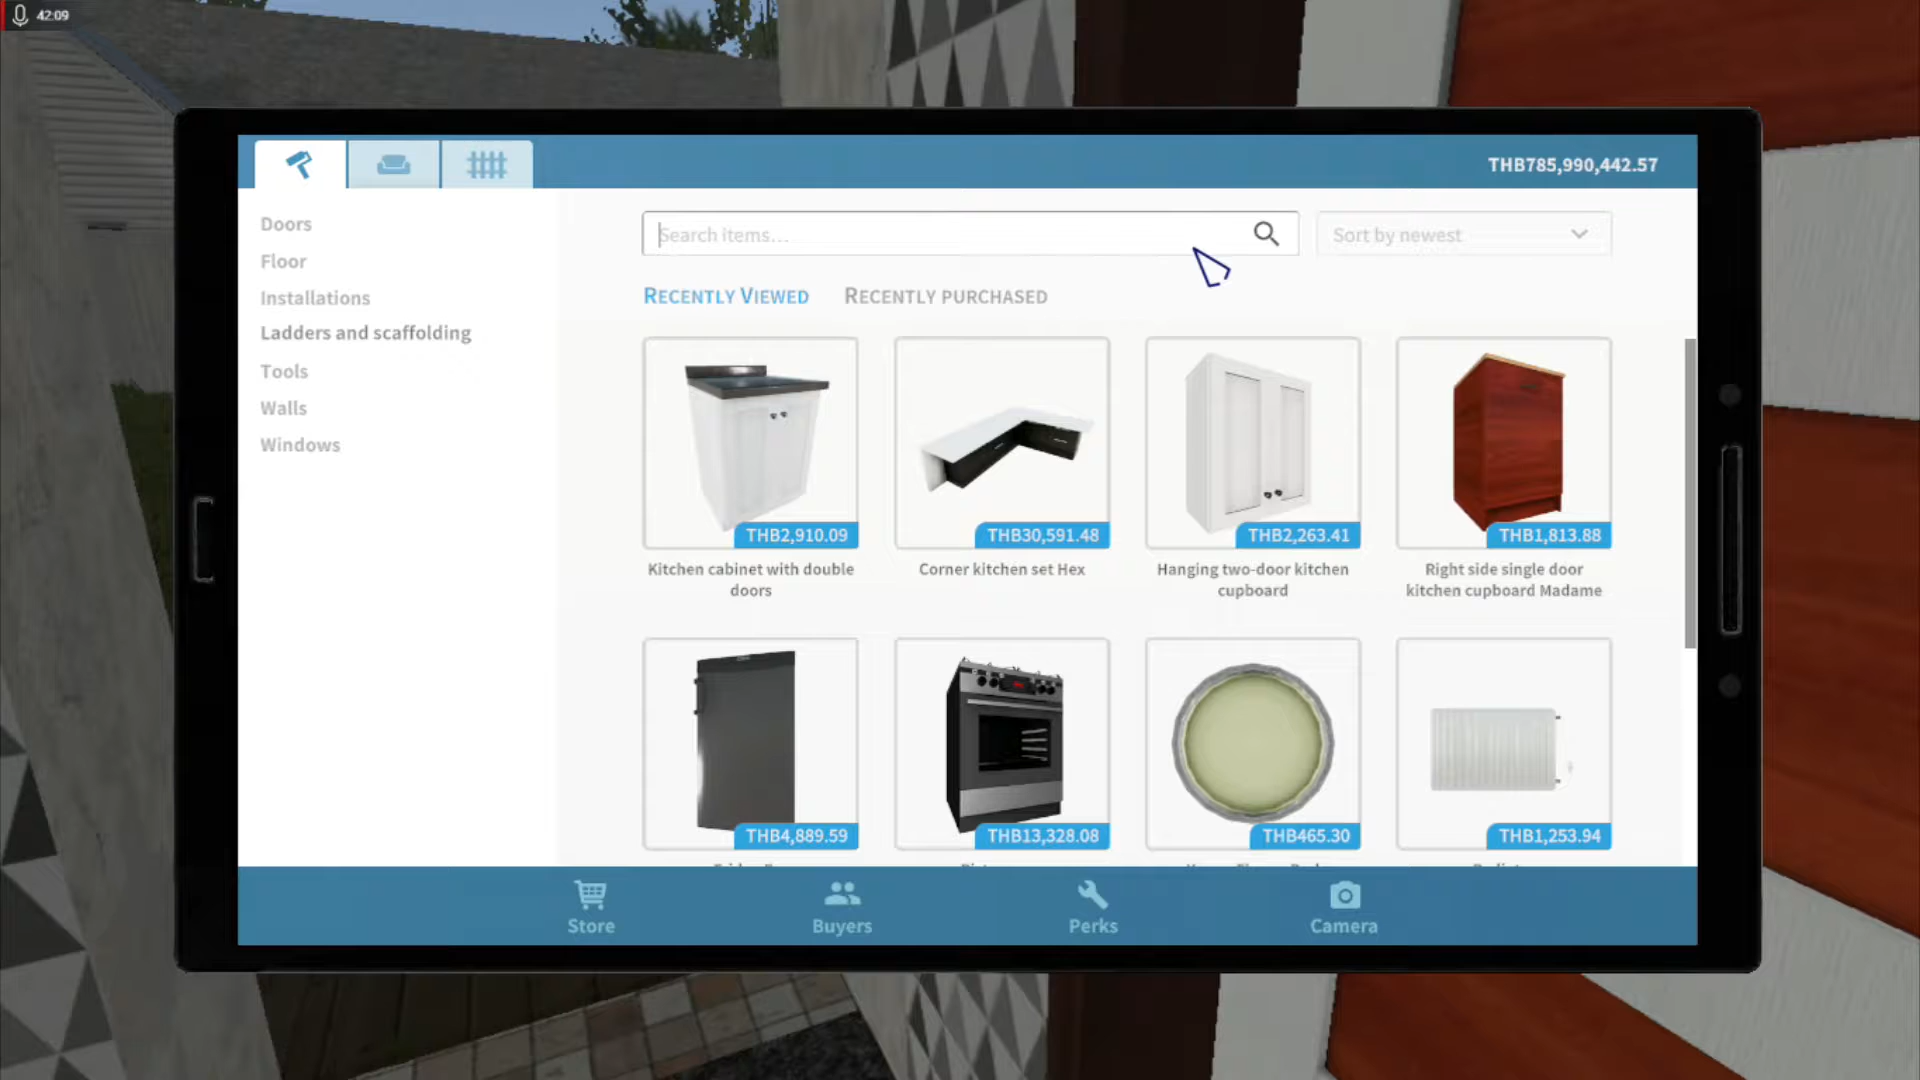 42:09
THB785,990,442.57
Doors
Floor
Installations
Ladders and scaffolding
Tools
Walls
Windows
Search items...
Sort by newest
RECENTLY VIEWED
RECENTLY PURCHASED
THB2,910.09
THB30,591.48
THB2,263.41
THB1,813.88
Kitchen cabinet with double
doors
Corner kitchen set Hex
Hanging two-door kitchen
cupboard
Right side single door
kitchen cupboard Madame
THB4,889.59
THB13,328.08
THB465.30
THB1,253.94
Store
Buyers
Perks
Camera